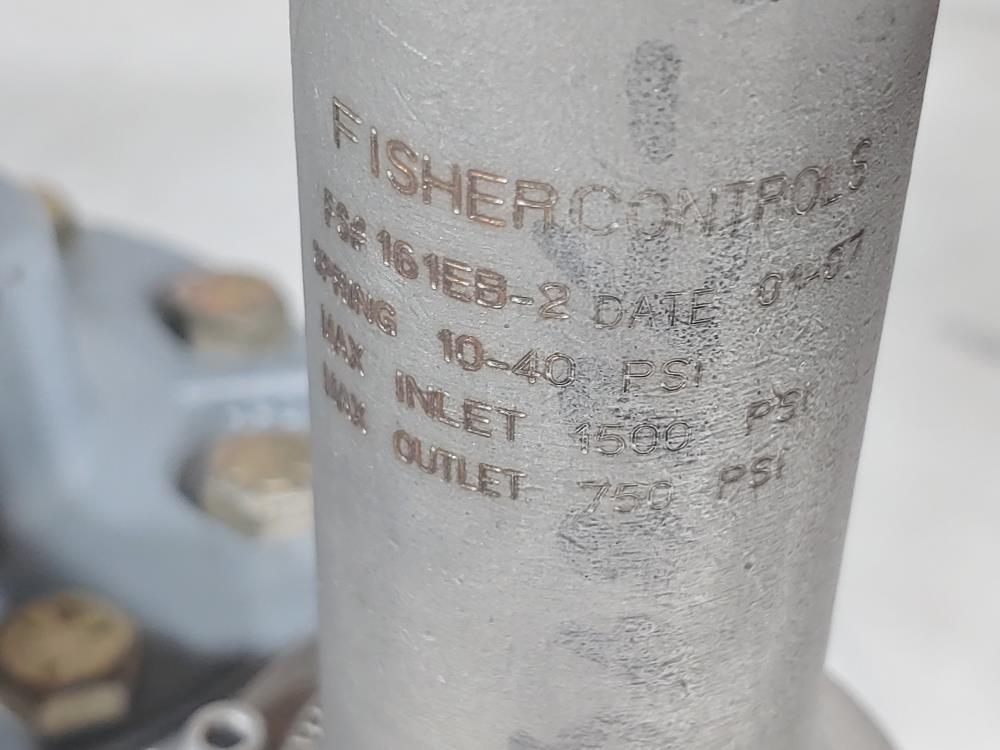 FISHER CONTROLS
FS# 161EB-2 DATE 01-07
SPRING 10-40 PSI
MAX INLET 1500 PSI
MAX OUTLET 750 PSI